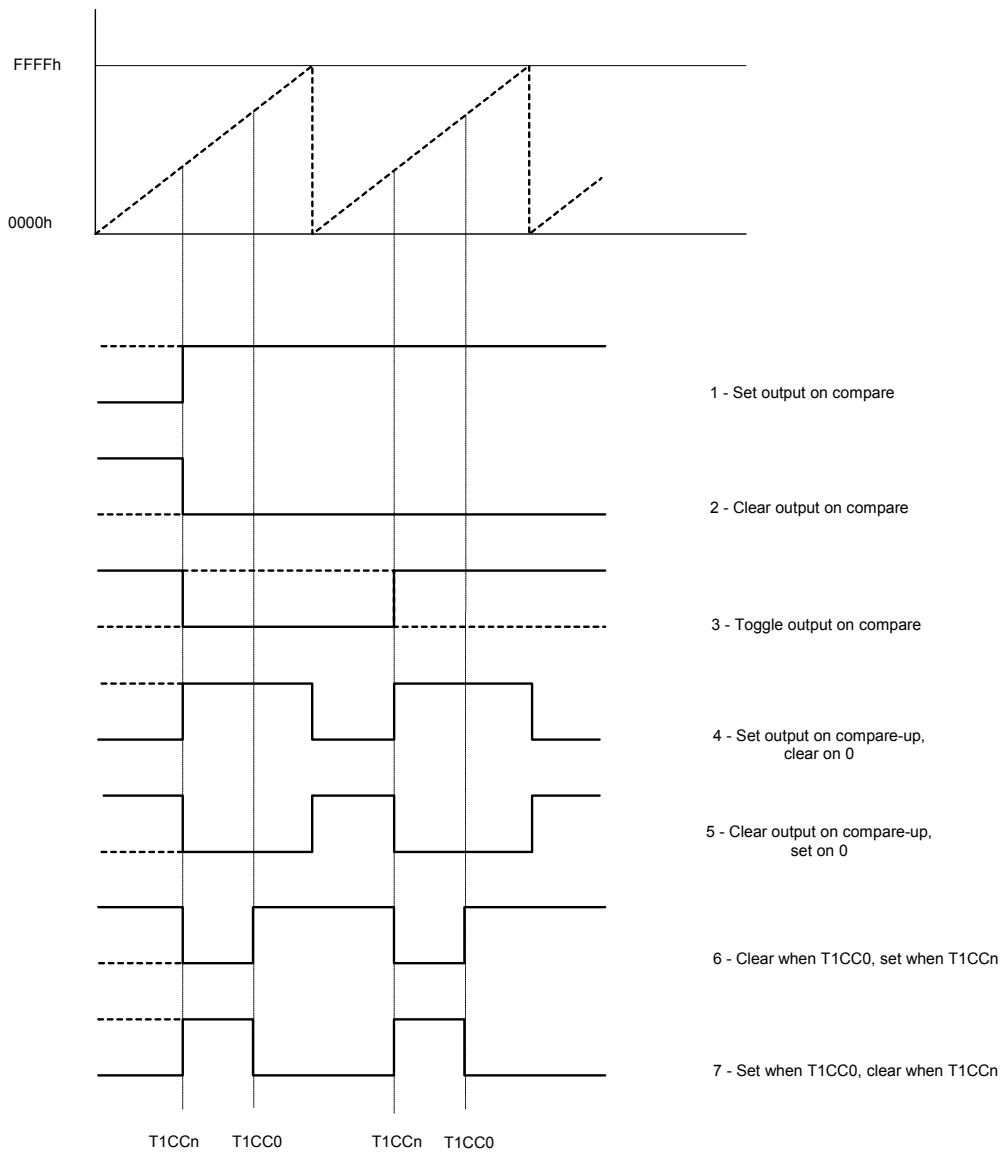 FFFFh
0000h
1 - Set output on compare
2 - Clear output on compare
3 - Toggle output on compare
4 - Set output on compare-up,
clear on 0
5 - Clear output on compare-up,
set on 0
6 - Clear when T1CC0, set when T1CCn
7 - Set when T1CC0, clear when T1CCn
T1CCn T1CC0 T1CCn T1CC0